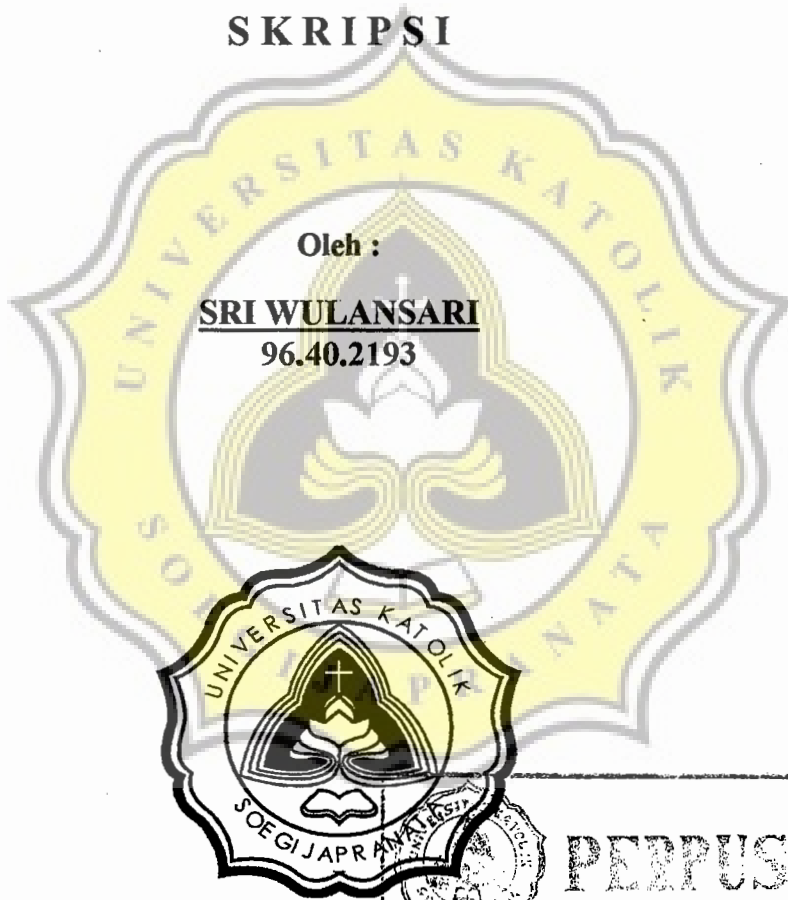 SKRIPSI
UNIVERSITAS KATOLIK
SOEGIJAPRANATA
Oleh :
SRI WULANSARI
96.40.2193
UNIVERSITAS KATOLIK
SOEGIJAPRANATA
PERPUS